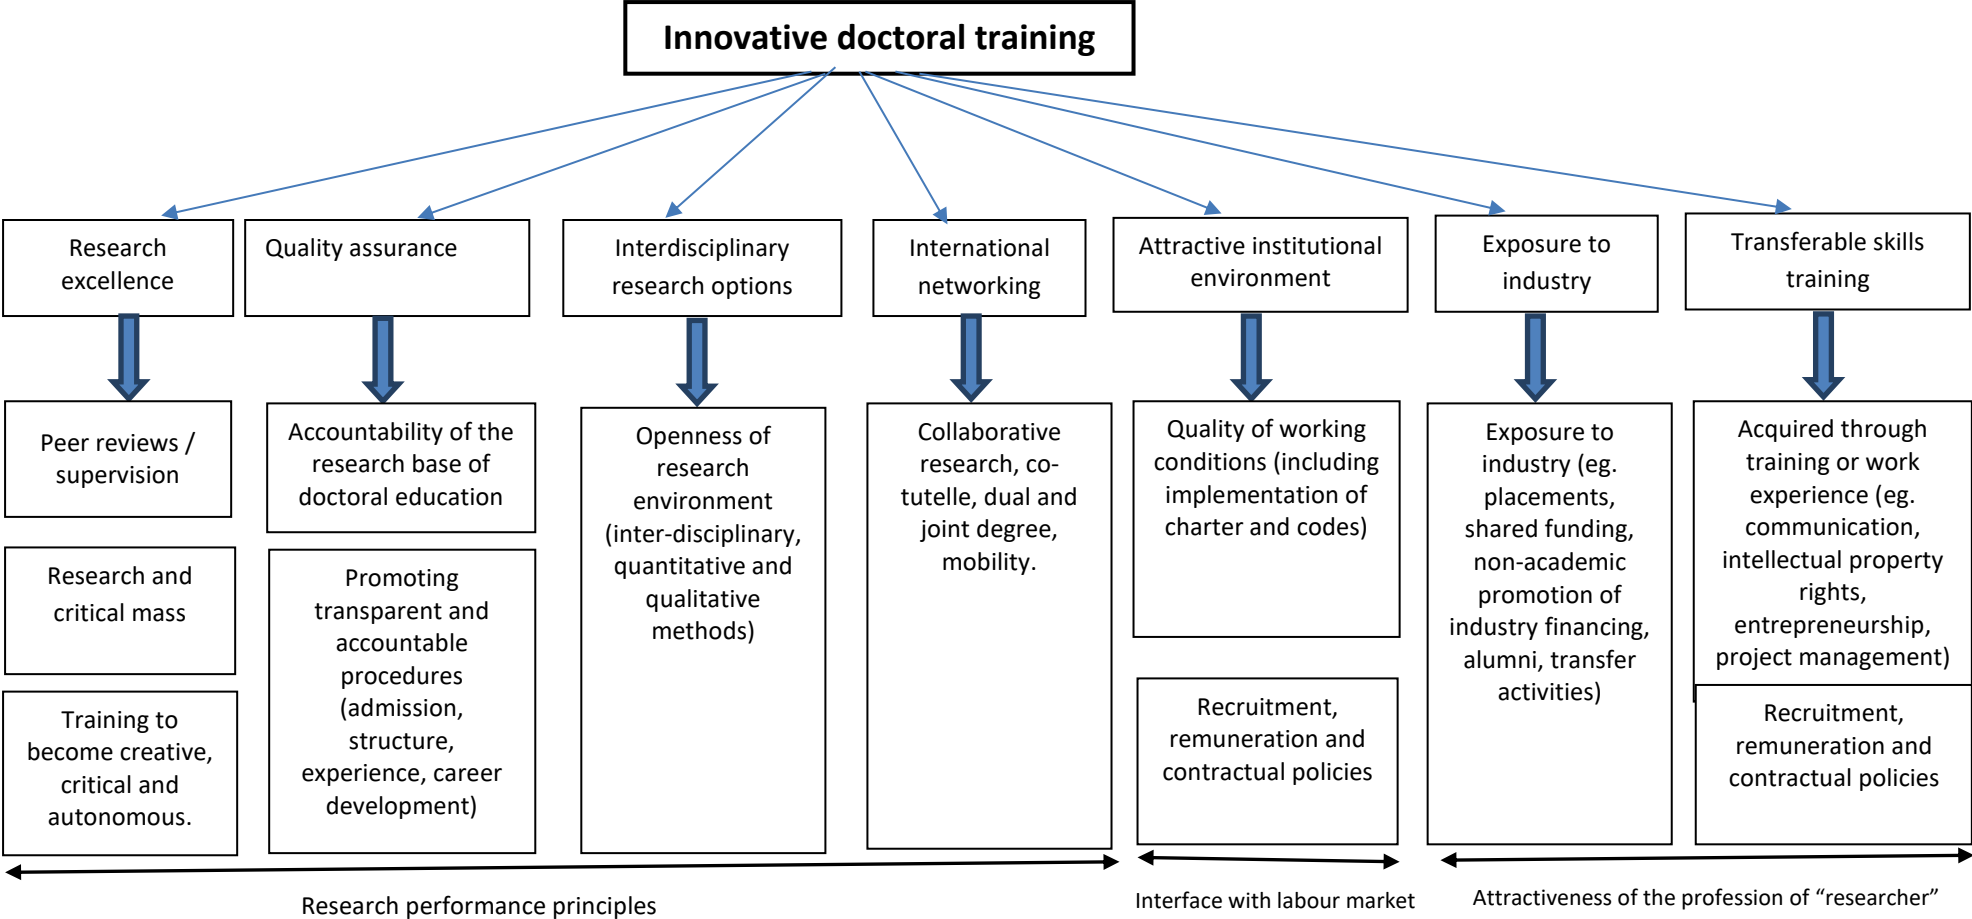 Innovative doctoral training
Research
excellence
Quality assurance
Interdisciplinary
research options
International
networking
Attractive institutional
environment
Exposure to
industry
Transferable skills
training
Peer reviews /
supervision
Research and
critical mass
Training to
become creative,
critical and
autonomous.
Accountability of the
research base of
doctoral education
Promoting
transparent and
accountable
procedures
(admission,
structure,
experience, career
development)
Openness of
research
environment
(inter-disciplinary,
quantitative and
qualitative
methods)
Collaborative
research, co-
tutelle, dual and
joint degree,
mobility.
Quality of working
conditions (including
implementation of
charter and codes)
Recruitment,
remuneration and
contractual policies
Exposure to
industry (eg.
placements,
shared funding,
non-academic
promotion of
industry financing,
alumni, transfer
activities)
Acquired through
training or work
experience (eg.
communication,
intellectual property
rights,
entrepreneurship,
project management)
Recruitment,
remuneration and
contractual policies
Research performance principles
Interface with labour market
Attractiveness of the profession of “researcher”